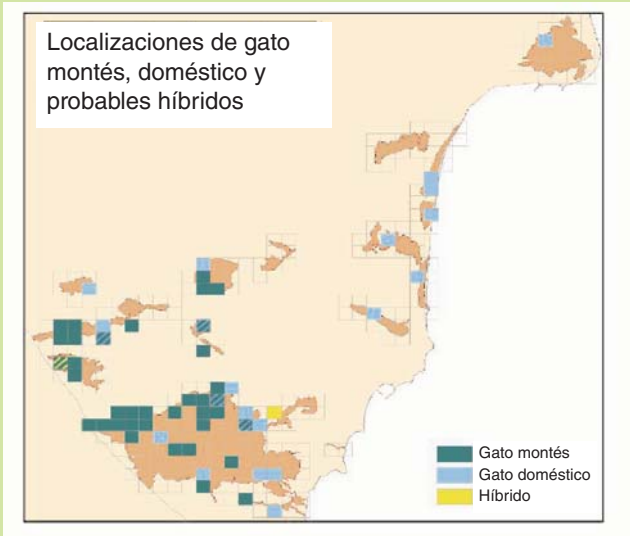 Localizaciones de gato
montés, doméstico y
probables híbridos
Gato montés
Gato doméstico
Híbrido